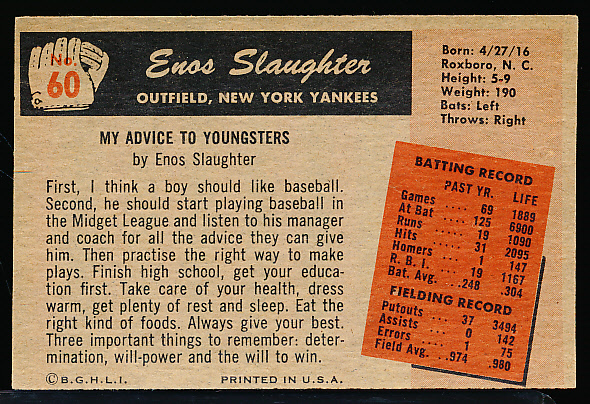 No. 60
Enos Slaughter
OUTFIELD, NEW YORK YANKEES
Born: 4/27/16
Roxboro, N. C.
Height: 5-9
Weight: 190
Bats: Left
Throws: Right
MY ADVICE TO YOUNGSTERS
by Enos Slaughter
First, I think a boy should like baseball.
Second, he should start playing baseball in
the Midget League and listen to his manager
and coach for all the advice they can give
him. Then practise the right way to make
plays. Finish high school, get your educa-
tion first. Take care of your health, dress
warm, get plenty of rest and sleep. Eat the
right kind of foods. Always give your best.
Three important things to remember: deter-
mination, will-power and the will to win.
BATTING RECORD
PAST YR. LIFE
Games .... 69 1889
At Bat .... 125 6900
Runs .... 19 1090
Hits .... 31 2095
Homers .... 1 147
R. B. I. .... 19 1167
Bat. Avg. .. .248 .304
FIELDING RECORD
Putouts .... 37 3494
Assists .... 0 142
Errors .... 1 75
Field Avg. ... .974 .980
© B.G.H.L.I. PRINTED IN U.S.A.